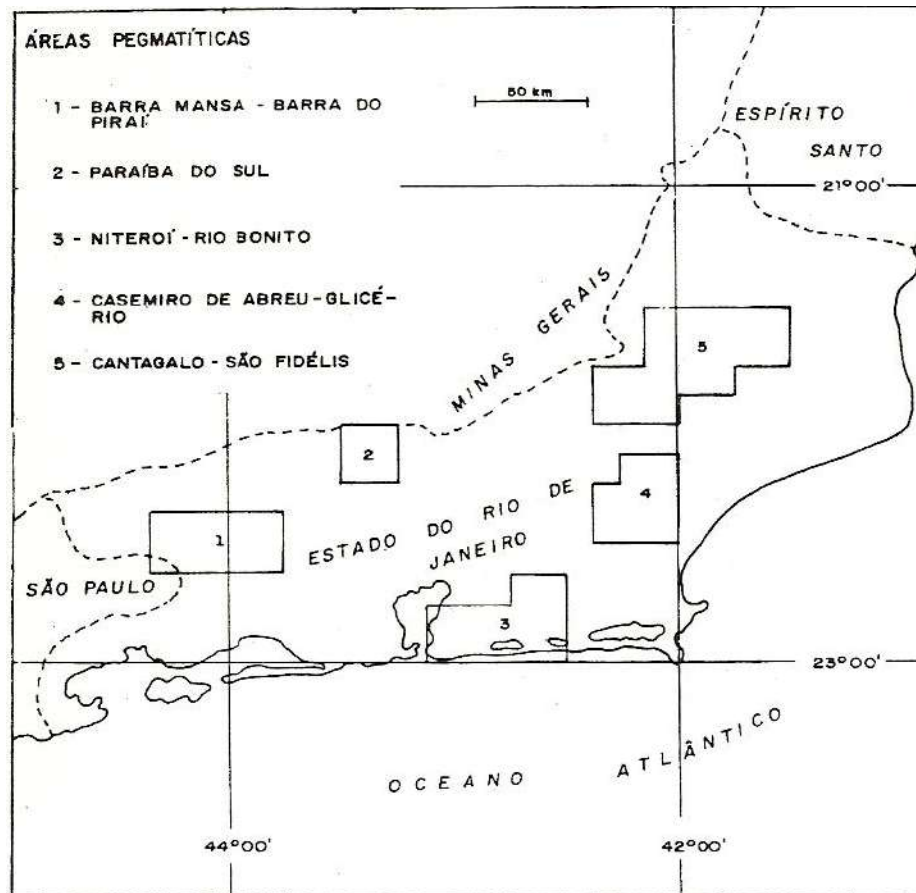 ÁREAS PEGMATÍTICAS
1 - BARRA MANSA - BARRA DO
PIRAÍ
2 - PARAÍBA DO SUL
3 - NITEROÍ - RIO BONITO
4 - CASEMIRO DE ABREU - GLICÉ-
RIO
5 - CANTAGALO - SÃO FIDÉLIS
50 km
ESPÍRITO
SANTO
21°00'
MINAS GERAIS
5
2
4
1
ESTADO DO RIO DE
JANEIRO
SÃO PAULO
3
23°00'
OCEANO ATLÂNTICO
44°00'
42°00'